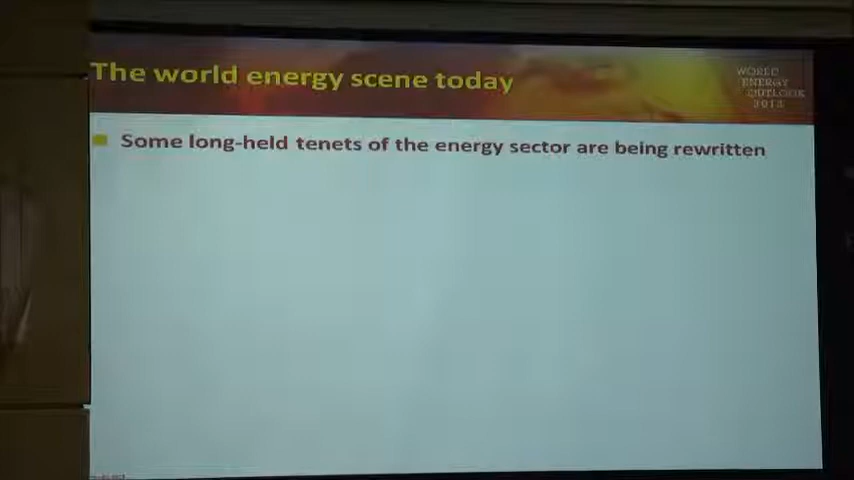 The world energy scene today
WORLD
ENERGY
OUTLOOK
2013
Some long-held tenets of the energy sector are being rewritten